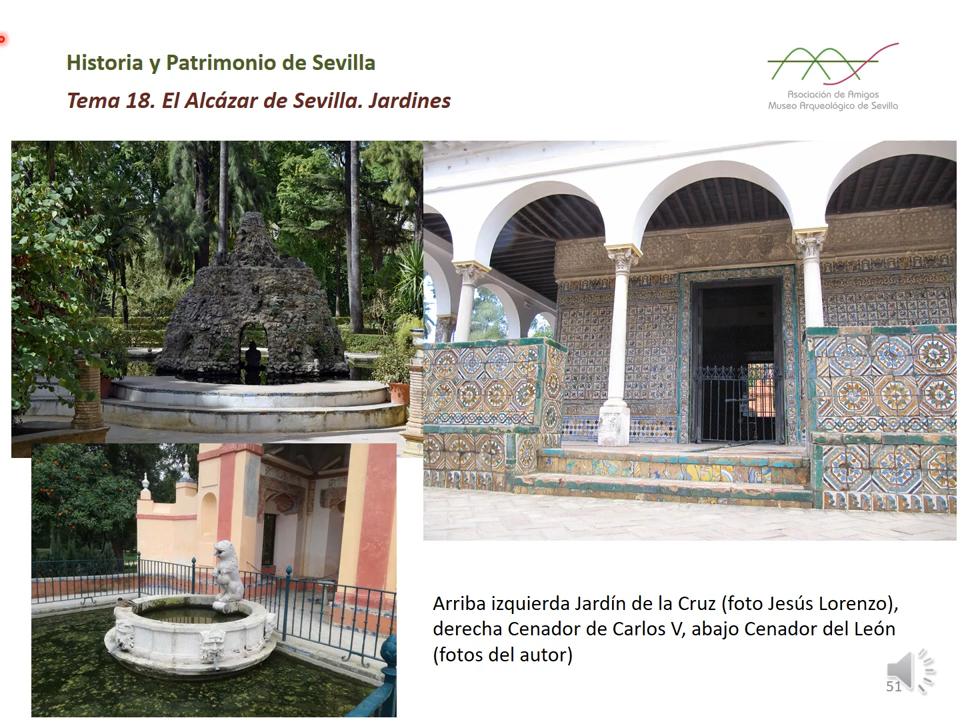 Historia y Patrimonio de Sevilla
Tema 18. El Alcázar de Sevilla. Jardines
Asociación de Amigos
Museo Arqueológico de Sevilla
Arriba izquierda Jardín de la Cruz (foto Jesús Lorenzo),
derecha Cenador de Carlos V, abajo Cenador del León
(fotos del autor)
51